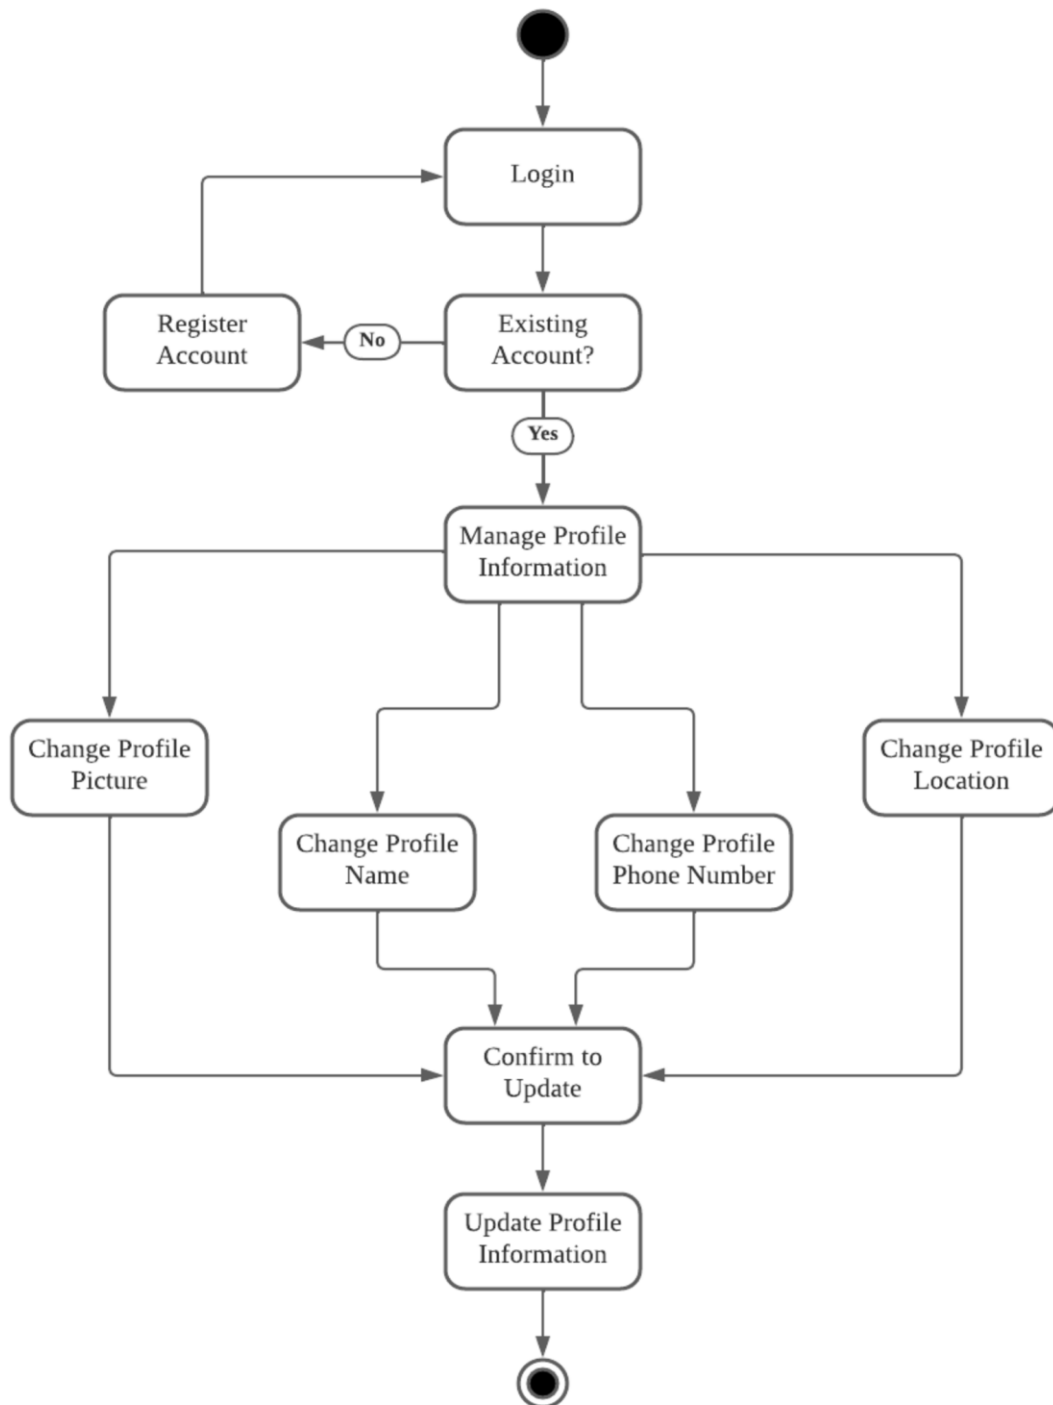 Login
Register
Account
No
Existing
Account?
Yes
Manage Profile
Information
Change Profile
Picture
Change Profile
Name
Change Profile
Phone Number
Change Profile
Location
Confirm to
Update
Update Profile
Information